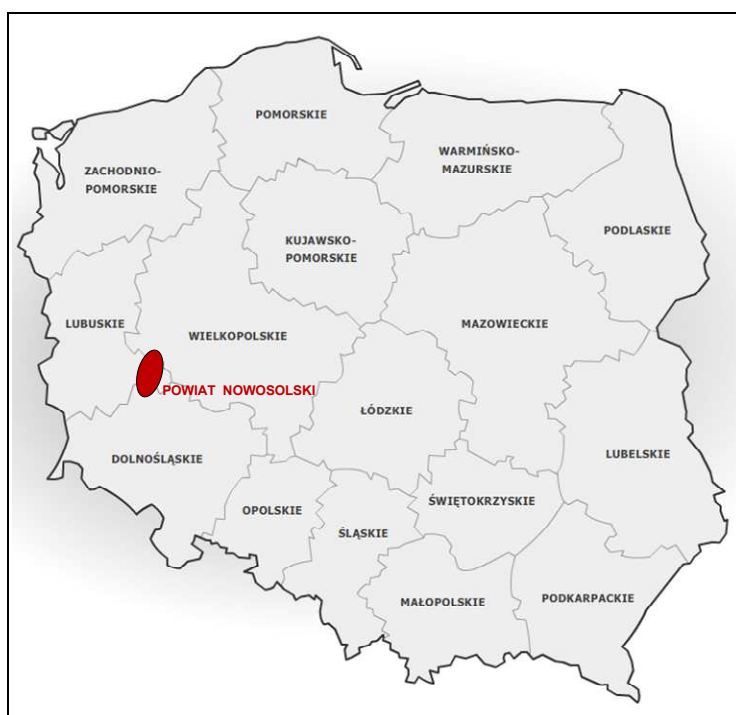 POMORSKIE
WARMIŃSKO-
MAZURSKIE
ZACHODNIO-
POMORSKIE
PODLASKIE
KUJAWSKO-
POMORSKIE
LUBUSKIE
MAZOWIECKIE
WIELKOPOLSKIE
POWIAT NOWOSOLSKI
ŁÓDZKIE
LUBELSKIE
DOLNOŚLĄSKIE
ŚWIĘTOKRZYSKIE
OPOLSKIE
ŚLĄSKIE
PODKARPACKIE
MAŁOPOLSKIE